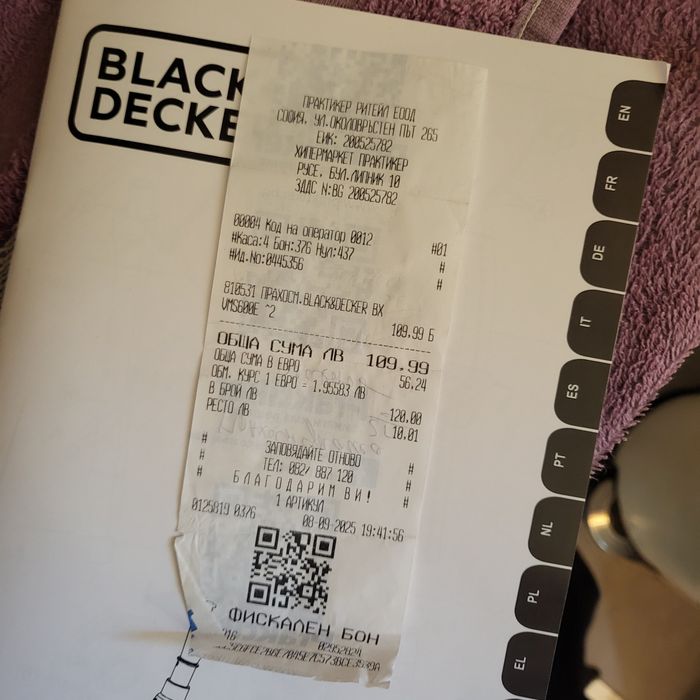 BLACK
DECKE
ПРАКТИКЕР РИТЕЙЛ ЕООД
СОФИЯ, УЛ.ОКОЛОВРЪСТЕН ПЪТ 265
ЕИК: 200525782
ХИПЕРМАРКЕТ ПРАКТИКЕР
РУСЕ, БУЛ.ЛИПНИК 10
ЗДДС N:BG 200525782
00004 Код на оператор 0012 #01
#Каса:4 Бон:376 Нул:437 #
#Ид.No:0445356 #
810531 ПРАХОСМ.BLACK&DECKER BX
VMS600E ^2
109.99 Б
ОБЩА СУМА ЛВ 109.99
ОБЩА СУМА В ЕВРО 56.24
ОБМ. КУРС 1 ЕВРО = 1.95583 ЛВ
В БРОЙ ЛВ 120.00
РЕСТО ЛВ 10.01
# #
# ЗАПОВЯДАЙТЕ ОТНОВО #
# ТЕЛ: 082/ 887 120 #
# Б Л А Г О Д А Р И М В И ! #
1 АРТИКУЛ
0125819 0376 08-09-2025 19:41:56
ФИСКАЛЕН БОН
EN
FR
DE
IT
ES
PT
NL
PL
EL